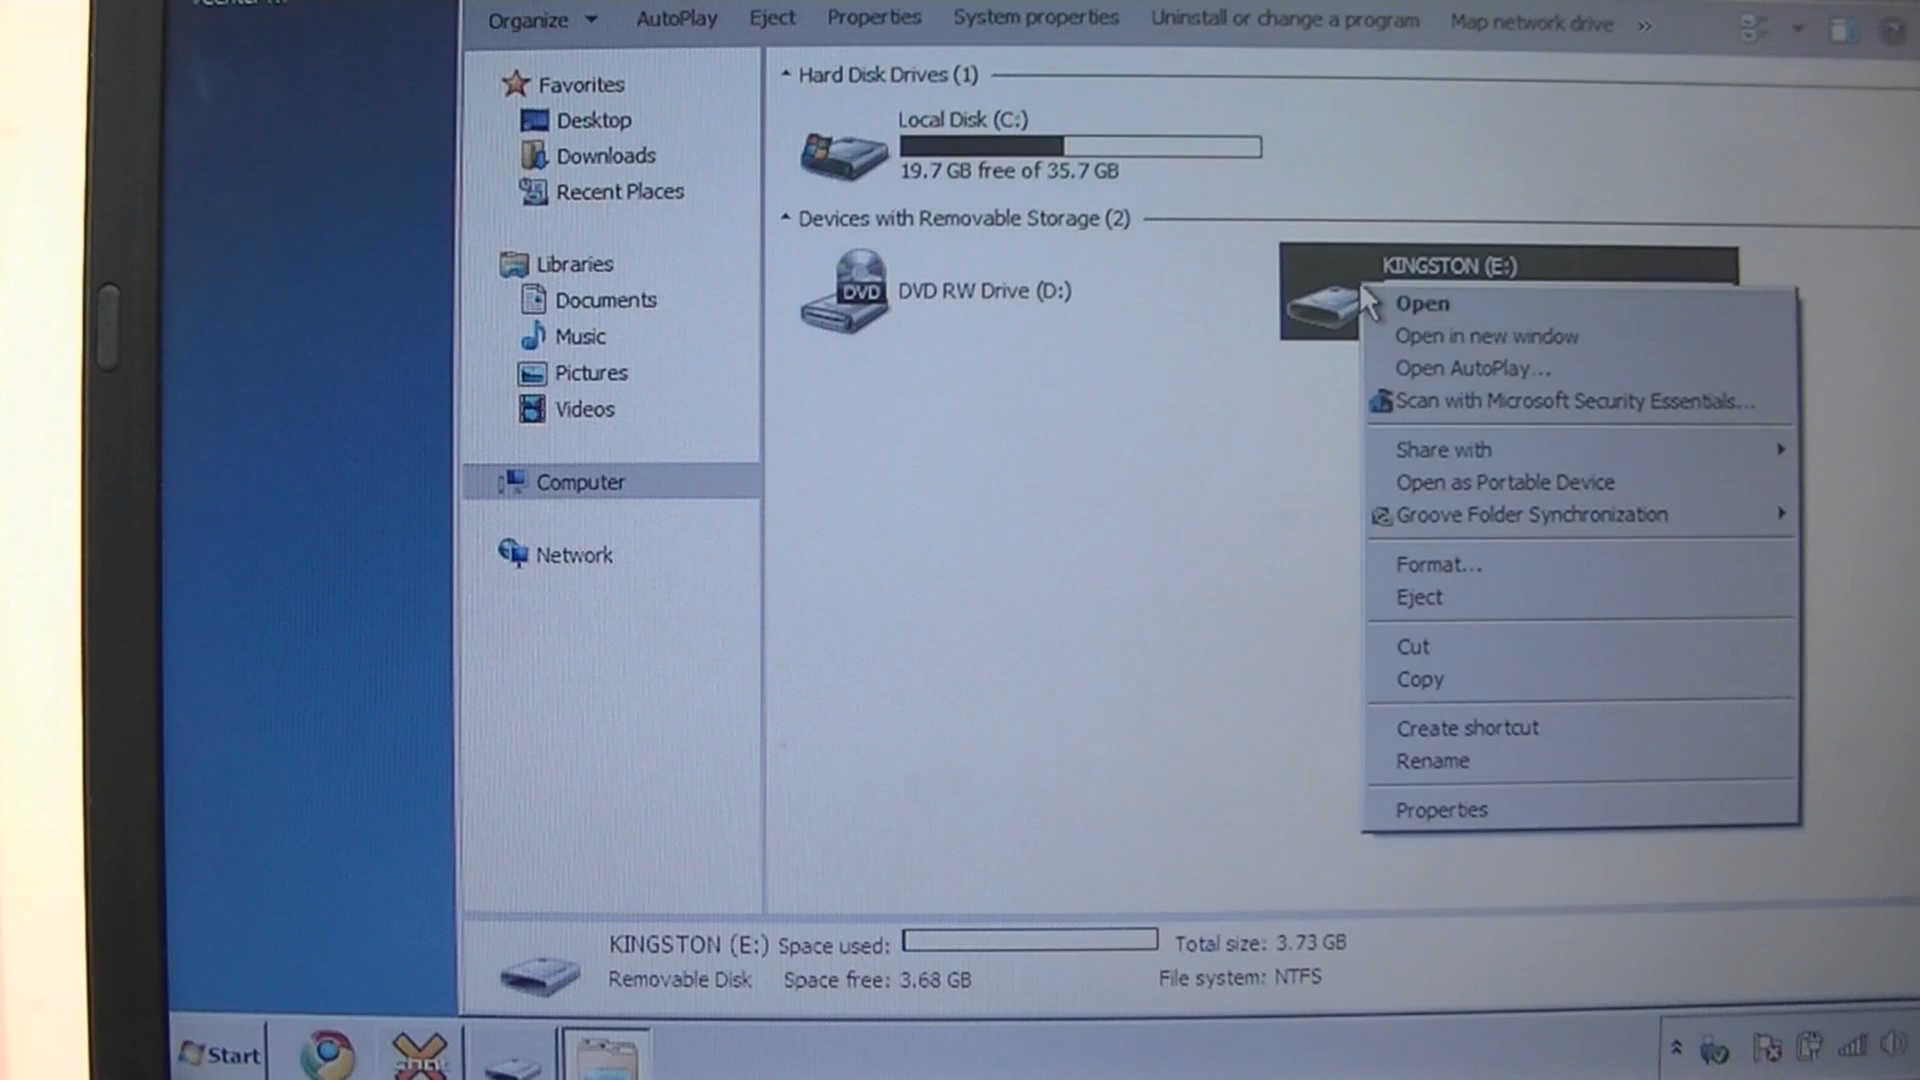 Organize AutoPlay Eject Properties System properties Uninstall or change a program Map network drive »
Favorites
Desktop
Downloads
Recent Places
Libraries
Documents
Music
Pictures
Videos
Computer
Network
Hard Disk Drives (1)
Local Disk (C:)
19.7 GB free of 35.7 GB
Devices with Removable Storage (2)
DVD
DVD RW Drive (D:)
KINGSTON (E:)
Open
Open in new window
Open AutoPlay...
Scan with Microsoft Security Essentials...
Share with
Open as Portable Device
Groove Folder Synchronization
Format...
Eject
Cut
Copy
Create shortcut
Rename
Properties
KINGSTON (E:) Space used: Total size: 3.73 GB
Removable Disk Space free: 3.68 GB File system: NTFS
Start